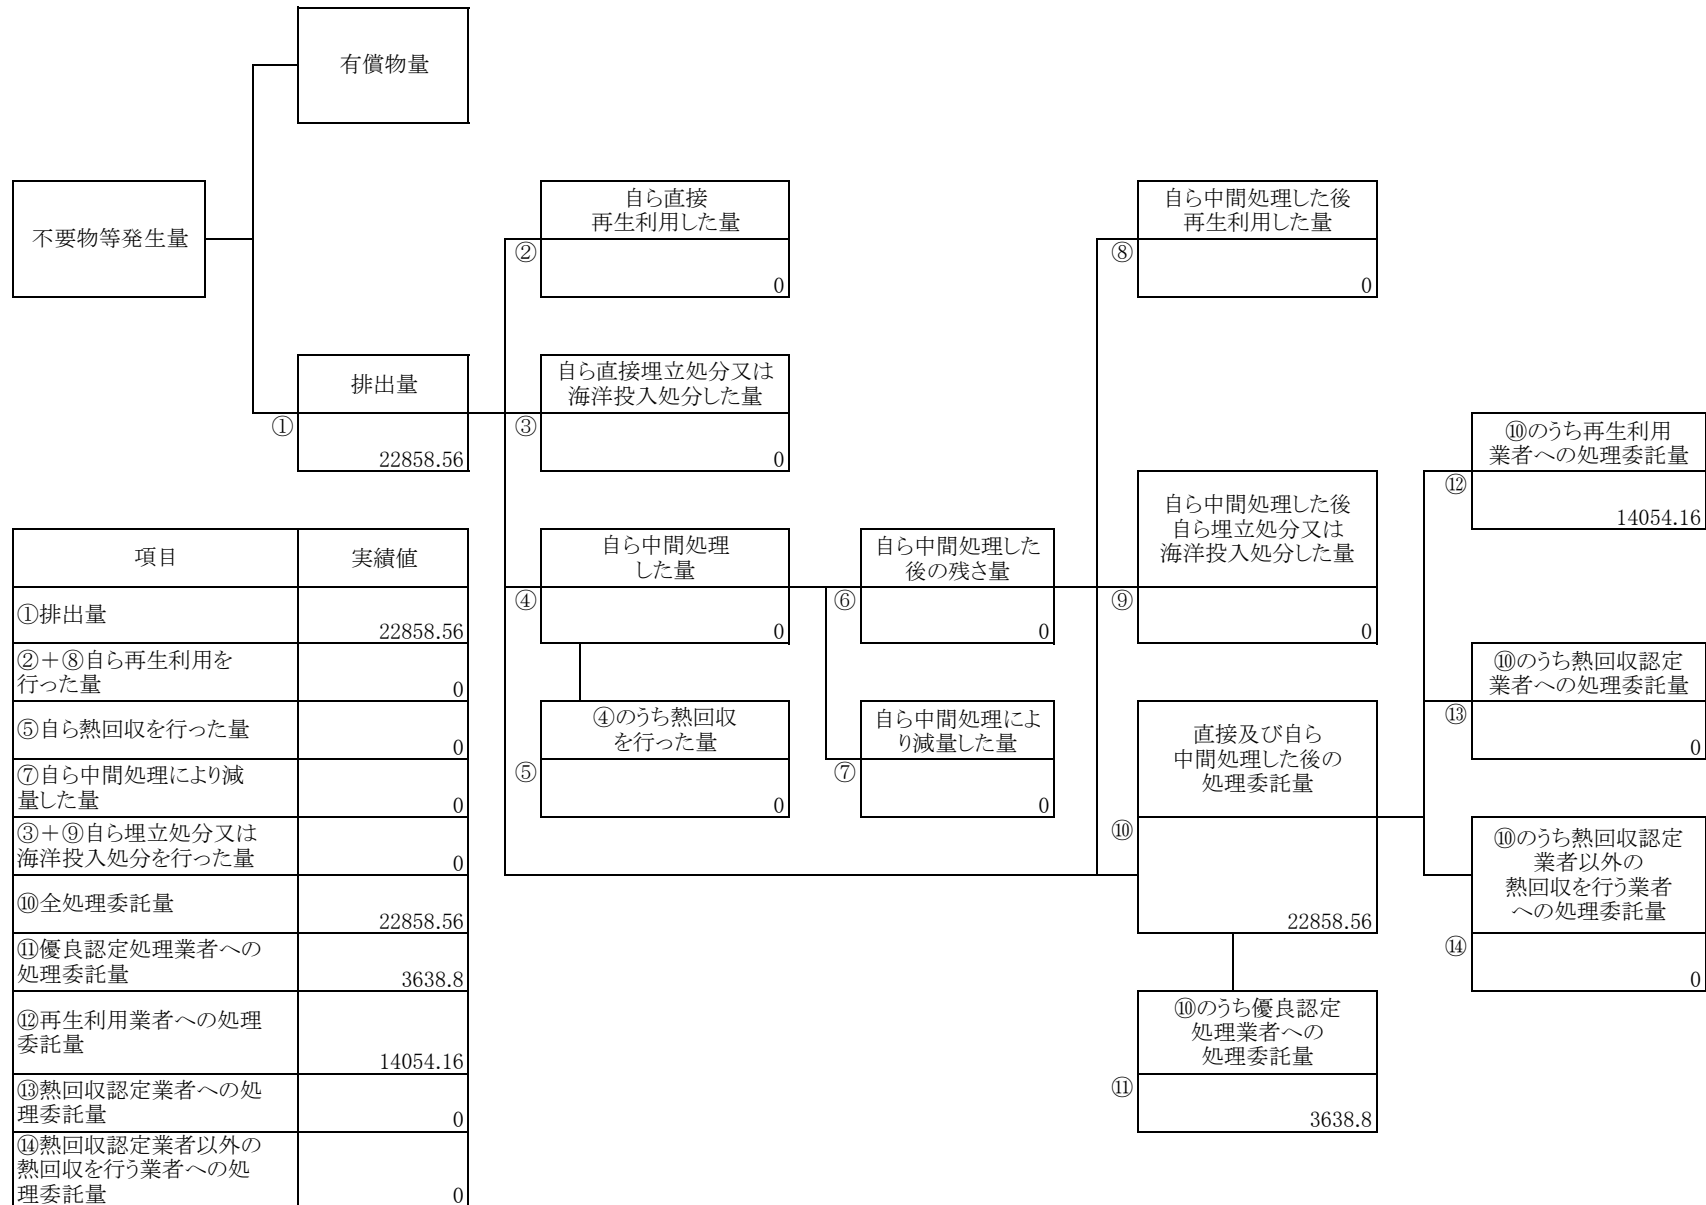 有償物量
不要物等発生量
自ら直接
再生利用した量
②
0
自ら中間処理した後
再生利用した量
⑧
0
排出量
①
22858.56
自ら直接埋立処分又は
海洋投入処分した量
③
0
⑩のうち再生利用
業者への処理委託量
⑫
14054.16
自ら中間処理
した量
④
0
自ら中間処理した
後の残さ量
⑥
0
自ら中間処理した後
自ら埋立処分又は
海洋投入処分した量
⑨
0
⑩のうち熱回収認定
業者への処理委託量
⑬
0
④のうち熱回収
を行った量
⑤
0
自ら中間処理によ
り減量した量
⑦
0
直接及び自ら
中間処理した後の
処理委託量
⑩
22858.56
⑩のうち熱回収認定
業者以外の
熱回収を行う業者
への処理委託量
⑭
0
⑩のうち優良認定
処理業者への
処理委託量
⑪
3638.8
項目 実績値
①排出量
22858.56
②+⑧自ら再生利用を
行った量
0
⑤自ら熱回収を行った量
0
⑦自ら中間処理により減
量した量
0
③+⑨自ら埋立処分又は
海洋投入処分を行った量
0
⑩全処理委託量
22858.56
⑪優良認定処理業者への
処理委託量
3638.8
⑫再生利用業者への処理
委託量
14054.16
⑬熱回収認定業者への処
理委託量
0
⑭熱回収認定業者以外の
熱回収を行う業者への処
理委託量
0